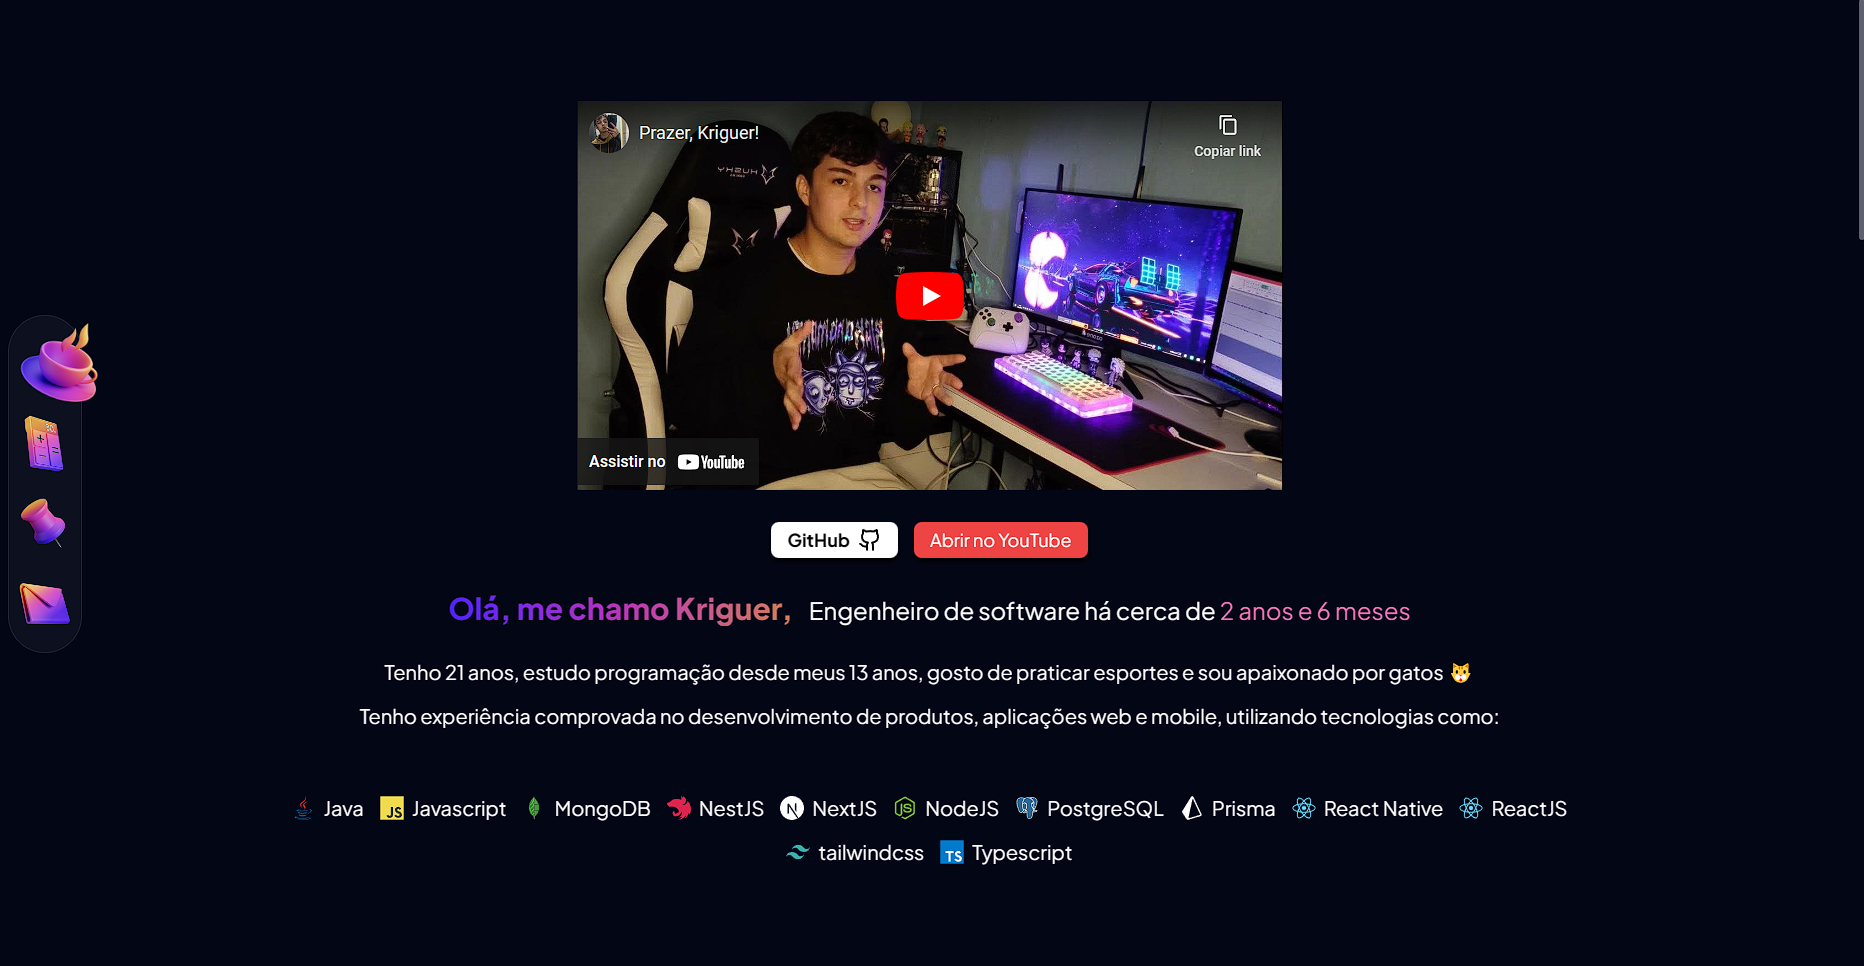 Prazer, Kriguer!
Copiar link
Assistir no YouTube
GitHub
Abrir no YouTube
Olá, me chamo Kriguer, Engenheiro de software há cerca de 2 anos e 6 meses
Tenho 21 anos, estudo programação desde meus 13 anos, gosto de praticar esportes e sou apaixonado por gatos 🐱
Tenho experiência comprovada no desenvolvimento de produtos, aplicações web e mobile, utilizando tecnologias como:
Java JS Javascript MongoDB NestJS N NextJS JS NodeJS PostgreSQL Prisma React Native ReactJS
tailwindcss TS Typescript